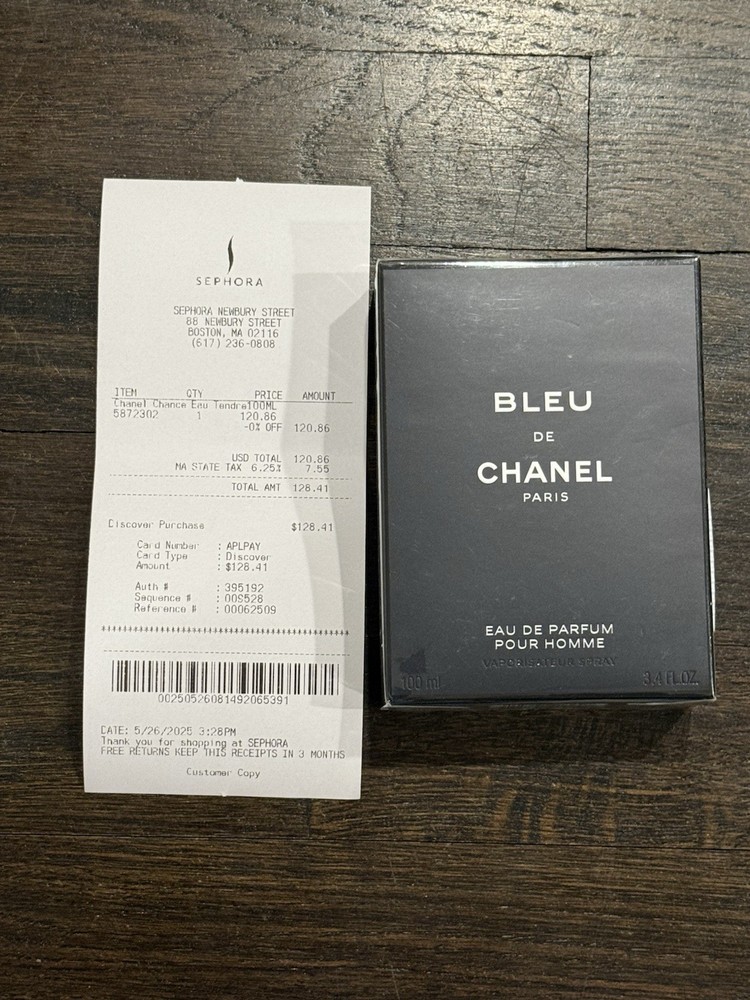 SEPHORA
SEPHORA NEWBURY STREET
88 NEWBURY STREET
BOSTON, MA 02116
(617) 236-0808
ITEM QTY PRICE AMOUNT
Chanel Chance Eau Tendre100ML
5872302 1 120.86
-0% OFF 120.86
USD TOTAL 120.86
MA STATE TAX 6.25% 7.55
TOTAL AMT 128.41
Discover Purchase $128.41
Card Number : APLPAY
Card Type : Discover
Amount : $128.41
Auth # : 395192
Sequence # : 009528
Reference # : 00062509
00250526081492065391
DATE: 5/26/2025 3:28PM
Thank you for shopping at SEPHORA
FREE RETURNS KEEP THIS RECEIPTS IN 3 MONTHS
Customer Copy
BLEU
DE
CHANEL
PARIS
EAU DE PARFUM
POUR HOMME
VAPORISATEUR SPRAY
100 ml 3.4 FL.OZ.